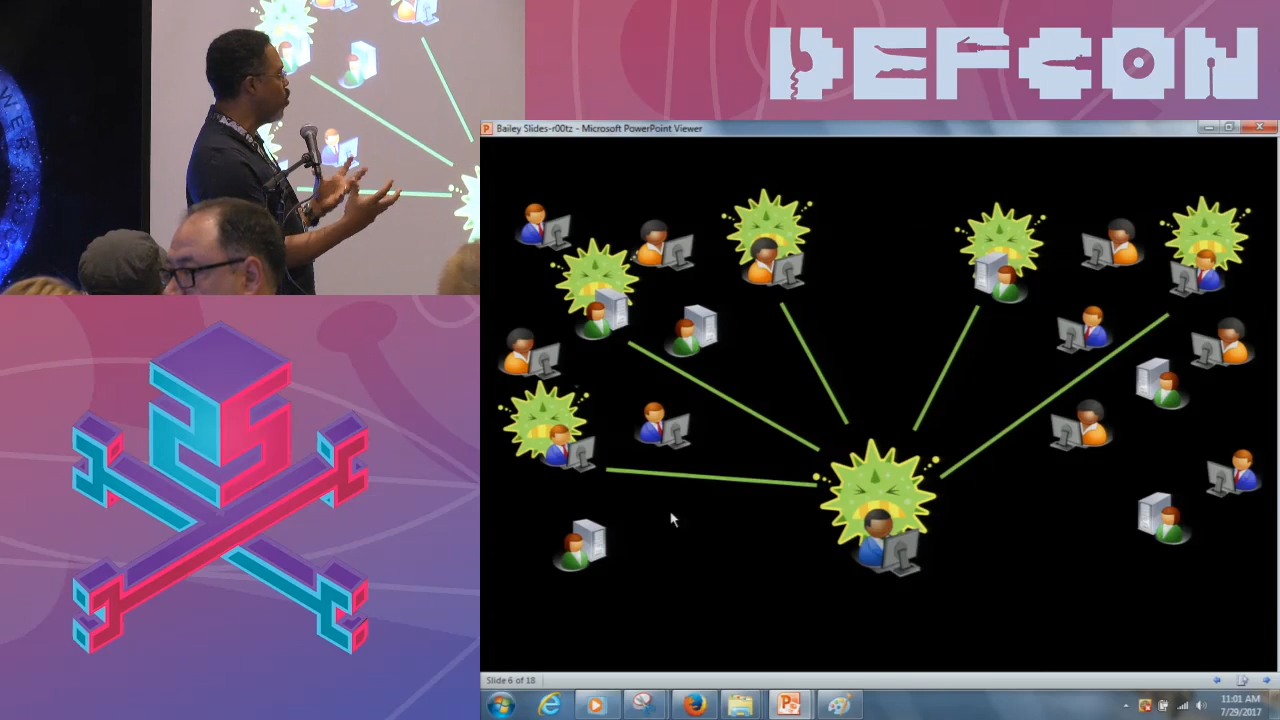 DEFCON
Bailey Slides-r00tz - Microsoft PowerPoint Viewer
Slide 6 of 18
11:01 AM
7/29/2017